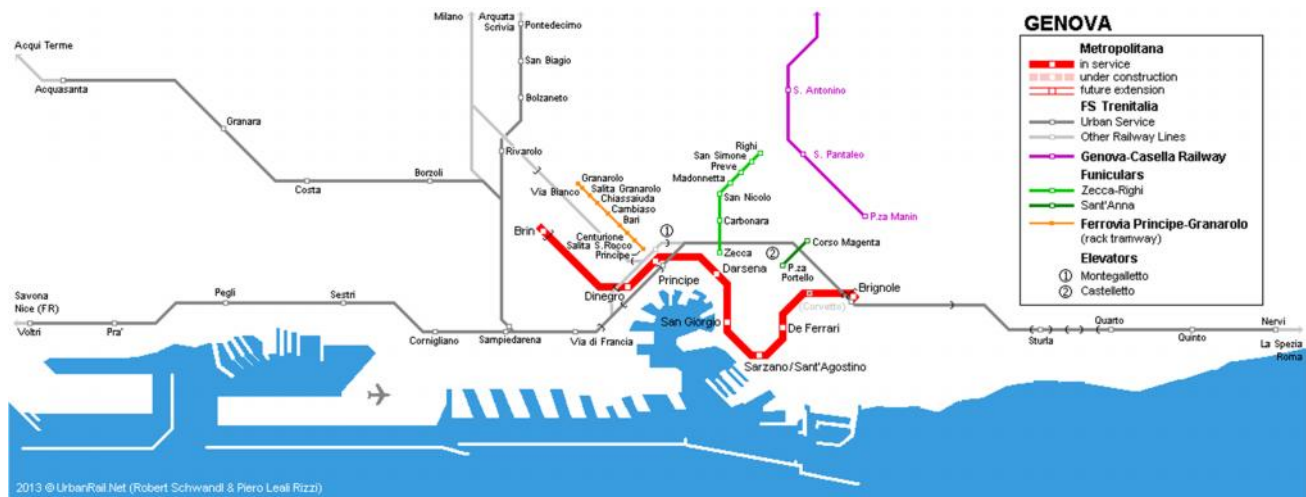 GENOVA
Metropolitana
in service
under construction
future extension
FS Trenitalia
Urban Service
Other Railway Lines
Genova-Casella Railway
Funiculars
Zecca-Righi
Sant'Anna
Ferrovia Principe-Granarolo
(rack tramway)
Elevators
1 Montegalletto
2 Castelletto
Milano
Arquata
Scrivia
Pontedecimo
San Biagio
Bolzaneto
Rivarolo
Acqui Terme
Acquasanta
Granara
Costa
Borzoli
Via Bianco
Granarolo
Salita Granarolo
Chiassaiuda
Cambiaso
Bari
Centurione
Salita S.Rocco
Principe
Brin
Dinegro
Principe
Darsena
San Giorgio
Sarzano/Sant'Agostino
De Ferrari
(Corvetto)
Brignole
1
2
Righi
San Simone
Preve
Madonnetta
San Nicolo
Carbonara
Zecca
Corso Magenta
P.za
Portello
S. Antonino
S. Pantaleo
P.za Manin
Savona
Nice (FR)
Voltri
Pra'
Pegli
Sestri
Cornigliano
Sampiedarena
Via di Francia
Sturla
Quarto
Quinto
Nervi
La Spezia
Roma
2013 © UrbanRail.Net (Robert Schwandl & Piero Leali Rizzi)